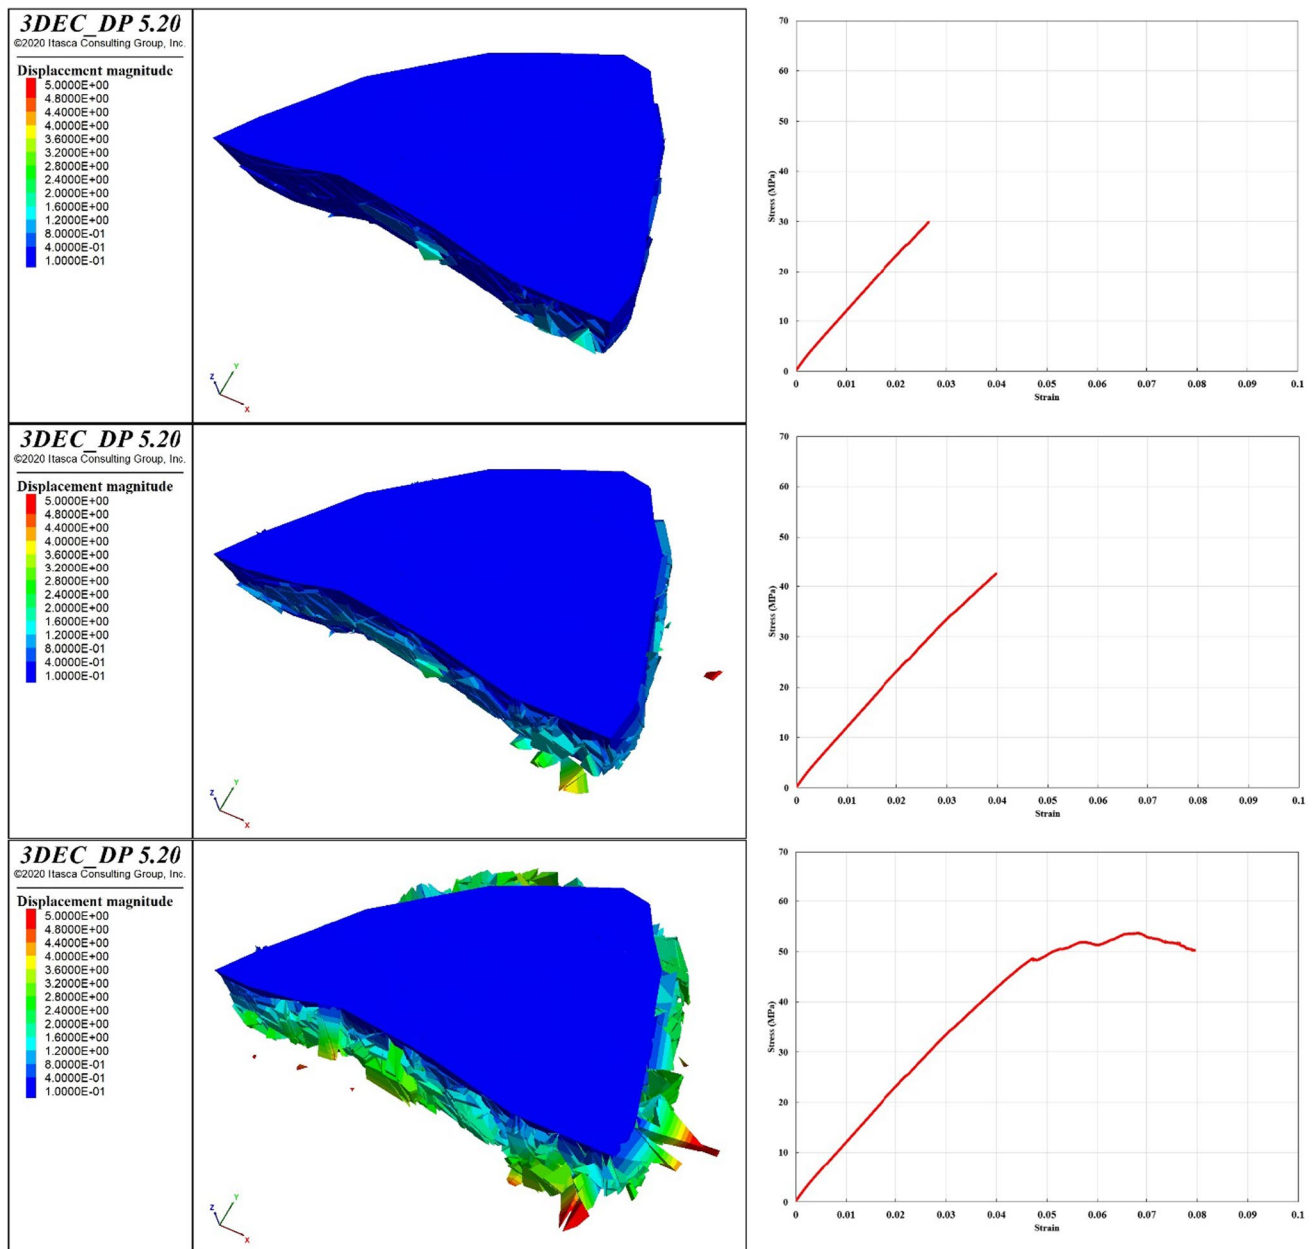 3DEC_DP 5.20
©2020 Itasca Consulting Group, Inc.
Displacement magnitude
5.0000E+00
4.8000E+00
4.4000E+00
4.0000E+00
3.6000E+00
3.2000E+00
2.8000E+00
2.4000E+00
2.0000E+00
1.6000E+00
1.2000E+00
8.0000E-01
4.0000E-01
1.0000E-01
Z
Y
X
Stress (MPa)
70
60
50
40
30
20
10
0
0 0.01 0.02 0.03 0.04 0.05 0.06 0.07 0.08 0.09 0.1
Strain
3DEC_DP 5.20
©2020 Itasca Consulting Group, Inc.
Displacement magnitude
5.0000E+00
4.8000E+00
4.4000E+00
4.0000E+00
3.6000E+00
3.2000E+00
2.8000E+00
2.4000E+00
2.0000E+00
1.6000E+00
1.2000E+00
8.0000E-01
4.0000E-01
1.0000E-01
Z
Y
X
Stress (MPa)
70
60
50
40
30
20
10
0
0 0.01 0.02 0.03 0.04 0.05 0.06 0.07 0.08 0.09 0.1
Strain
3DEC_DP 5.20
©2020 Itasca Consulting Group, Inc.
Displacement magnitude
5.0000E+00
4.8000E+00
4.4000E+00
4.0000E+00
3.6000E+00
3.2000E+00
2.8000E+00
2.4000E+00
2.0000E+00
1.6000E+00
1.2000E+00
8.0000E-01
4.0000E-01
1.0000E-01
Z
Y
X
Stress (MPa)
70
60
50
40
30
20
10
0
0 0.01 0.02 0.03 0.04 0.05 0.06 0.07 0.08 0.09 0.1
Strain